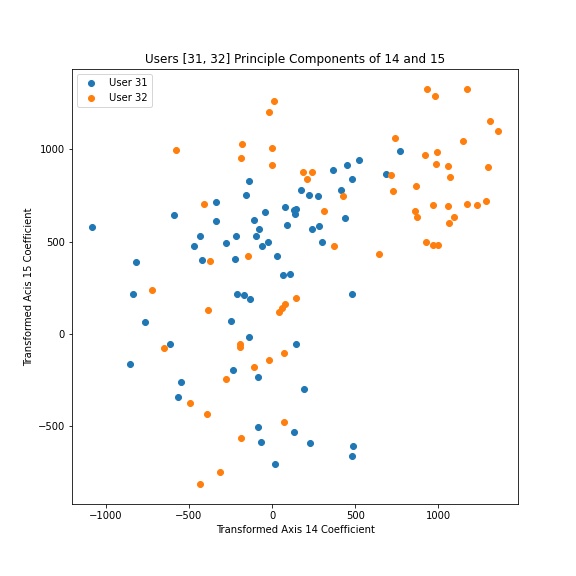 Users [31, 32] Principle Components of 14 and 15
User 31
User 32
Transformed Acis 15 Coefficient
1000
500
0
−500
−1000
−500
0
500
1000
Transformed Axis 14 Coefficient